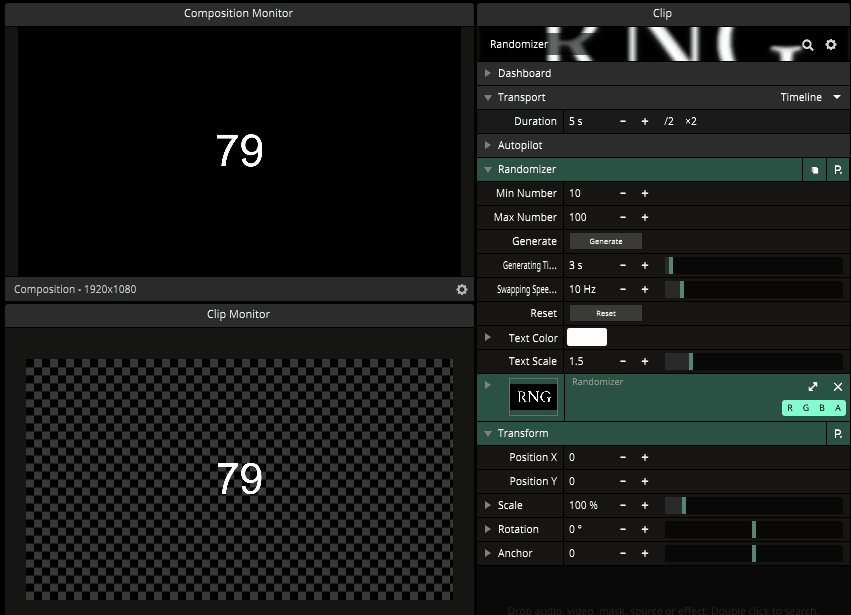 Composition Monitor
79
Composition - 1920x1080
Clip Monitor
79
Clip
Randomizer
RNG
Dashboard
Transport Timeline
Duration 5 s - + /2 ×2
Autopilot
Randomizer P.
Min Number 10 - +
Max Number 100 - +
Generate Generate
Generating Ti... 3 s - +
Swapping Spee... 10 Hz - +
Reset Reset
Text Color
Text Scale 1.5 - +
RNG Randomizer
R G B A
Transform P.
Position X 0 - +
Position Y 0 - +
Scale 100 % - +
Rotation 0 ° - +
Anchor 0 - +
Drop audio, video, mask, source or effect. Double click to search.